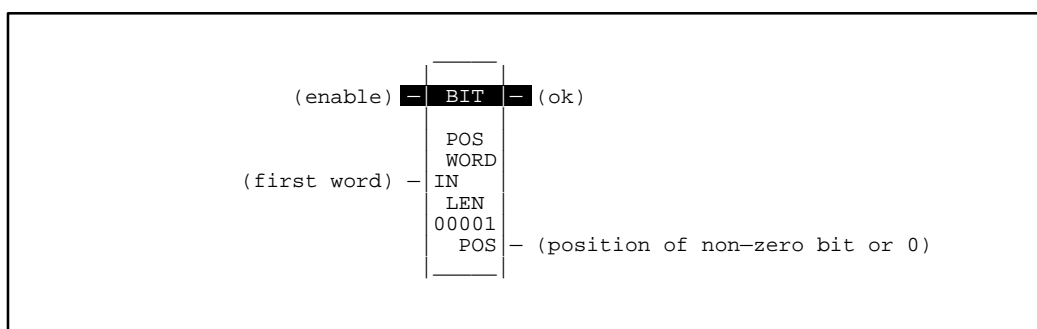 (enable) – BIT – (ok)
POS
WORD
(first word) – IN
LEN
00001
POS – (position of non–zero bit or 0)